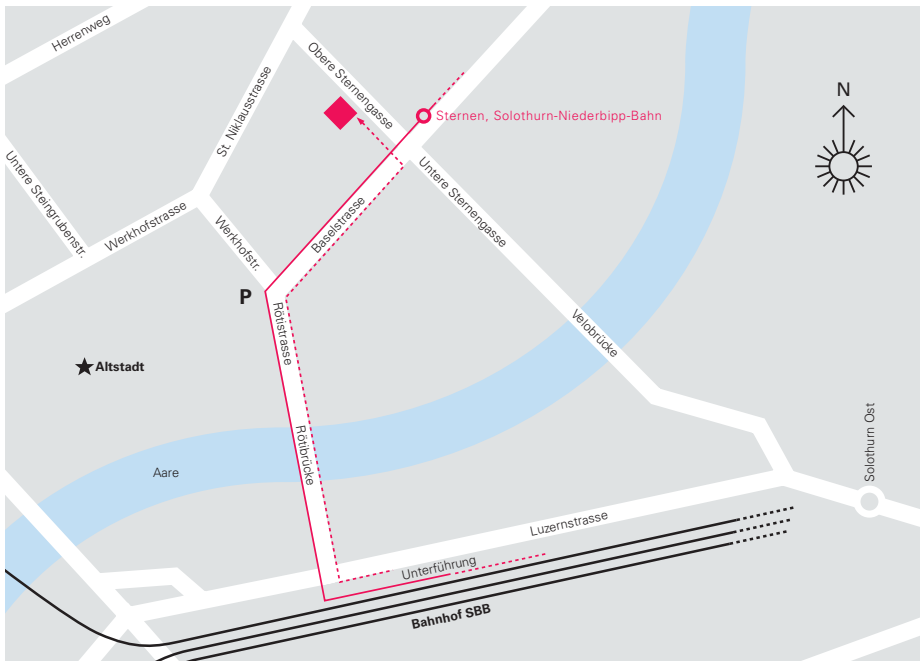 Herrenweg
Obere Sternengasse
St. Niklausstrasse
N
Sternen, Solothurn-Niederbipp-Bahn
Untere Steingrubenstr.
Untere Sternengasse
Werkhofstrasse
Werkhofstr.
Baselstrasse
P
Rötistrasse
Velobrücke
Altstadt
Solothurn Ost
Rötibrücke
Aare
Luzernstrasse
Unterführung
Bahnhof SBB